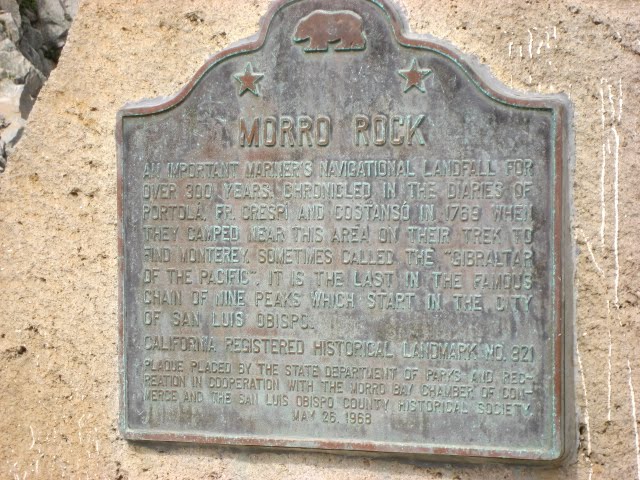 MORRO ROCK
AN IMPORTANT MARINER'S NAVIGATIONAL LANDFALL FOR
OVER 300 YEARS. CHRONICLED IN THE DIARIES OF
PORTOLA, FR. CRESPI AND COSTANSÓ IN 1769 WHEN
THEY CAMPED NEAR THIS AREA ON THEIR TREK TO
FIND MONTEREY. SOMETIMES CALLED THE "GIBRALTAR
OF THE PACIFIC", IT IS THE LAST IN THE FAMOUS
CHAIN OF NINE PEAKS WHICH START IN THE CITY
OF SAN LUIS OBISPO.
CALIFORNIA REGISTERED HISTORICAL LANDMARK NO. 821
PLAQUE PLACED BY THE STATE DEPARTMENT OF PARKS AND REC-
REATION IN COOPERATION WITH THE MORRO BAY CHAMBER OF COM-
MERCE AND THE SAN LUIS OBISPO COUNTY HISTORICAL SOCIETY.
MAY 26, 1968